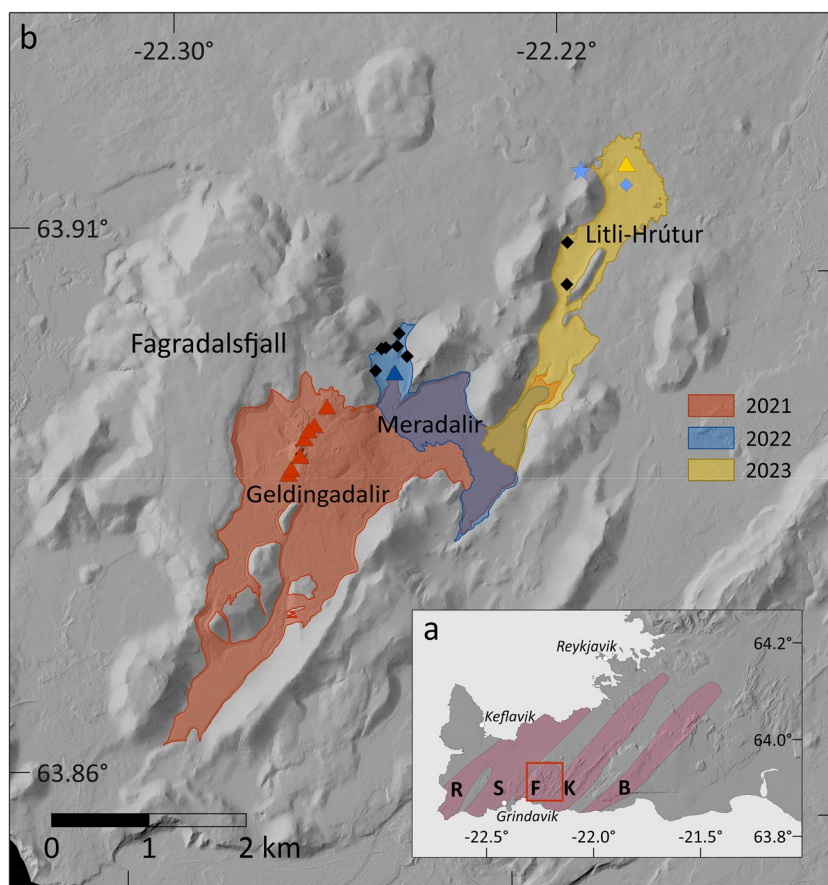 b
-22.30°
-22.22°
63.91°
Litli-Hrútur
Fagradalsfjall
2021
Meradalir
2022
2023
Geldingadalir
a
64.2°
Reykjavik
Keflavik
64.0°
R S F K B
Grindavik
63.86°
0 1 2 km
-22.5° -22.0° -21.5° 63.8°